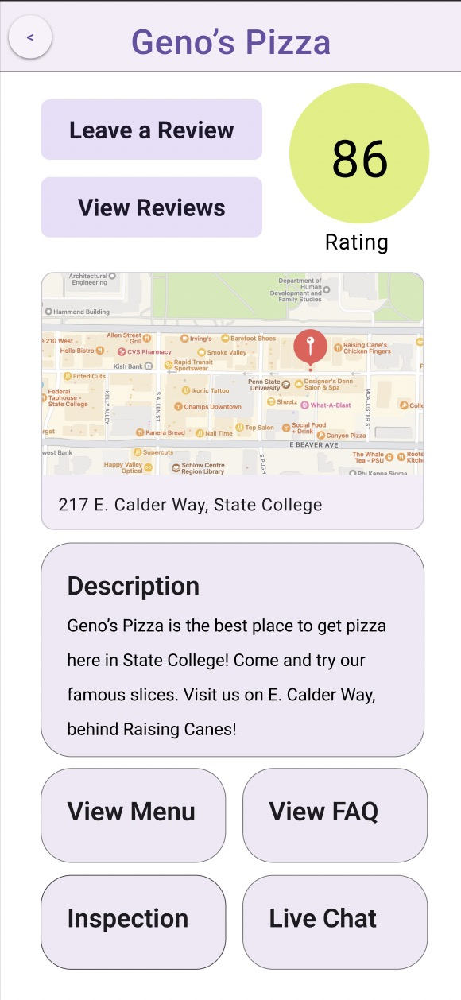 <
Geno’s Pizza
Leave a Review
View Reviews
86
Rating
Architectural
Engineering
Department of
Human
Development and
Family Studies
Hammond Building
210 West
Allen Street
Grill
Irving's
Barefoot Shoes
Hello Bistro
CVS Pharmacy
Smoke Valley
Raising Cane's
Chicken Fingers
Kish Bank
Rapid Transit
Sportswear
Fitted Cuts
Penn State
University
Designer's Denn
Salon & Spa
Federal
Taphouse -
State College
KELLY ALLEY
S ALLEN ST
Ikonic Tattoo
Champs Downtown
Sheetz
What-A-Blast
MCALLISTER ST
Panera Bread
Nail Time
Top Salon
Social Food
+ Drink
Canyon Pizza
E BEAVER AVE
west Bank
Supercuts
The Whale
Tea - PSU
Roots
Kitch
Happy Valley
Optical
Schlow Centre
Region Library
S PUGH
Phi Kappa Sigma
217 E. Calder Way, State College
Description
Geno’s Pizza is the best place to get pizza
here in State College! Come and try our
famous slices. Visit us on E. Calder Way,
behind Raising Canes!
View Menu
View FAQ
Inspection
Live Chat